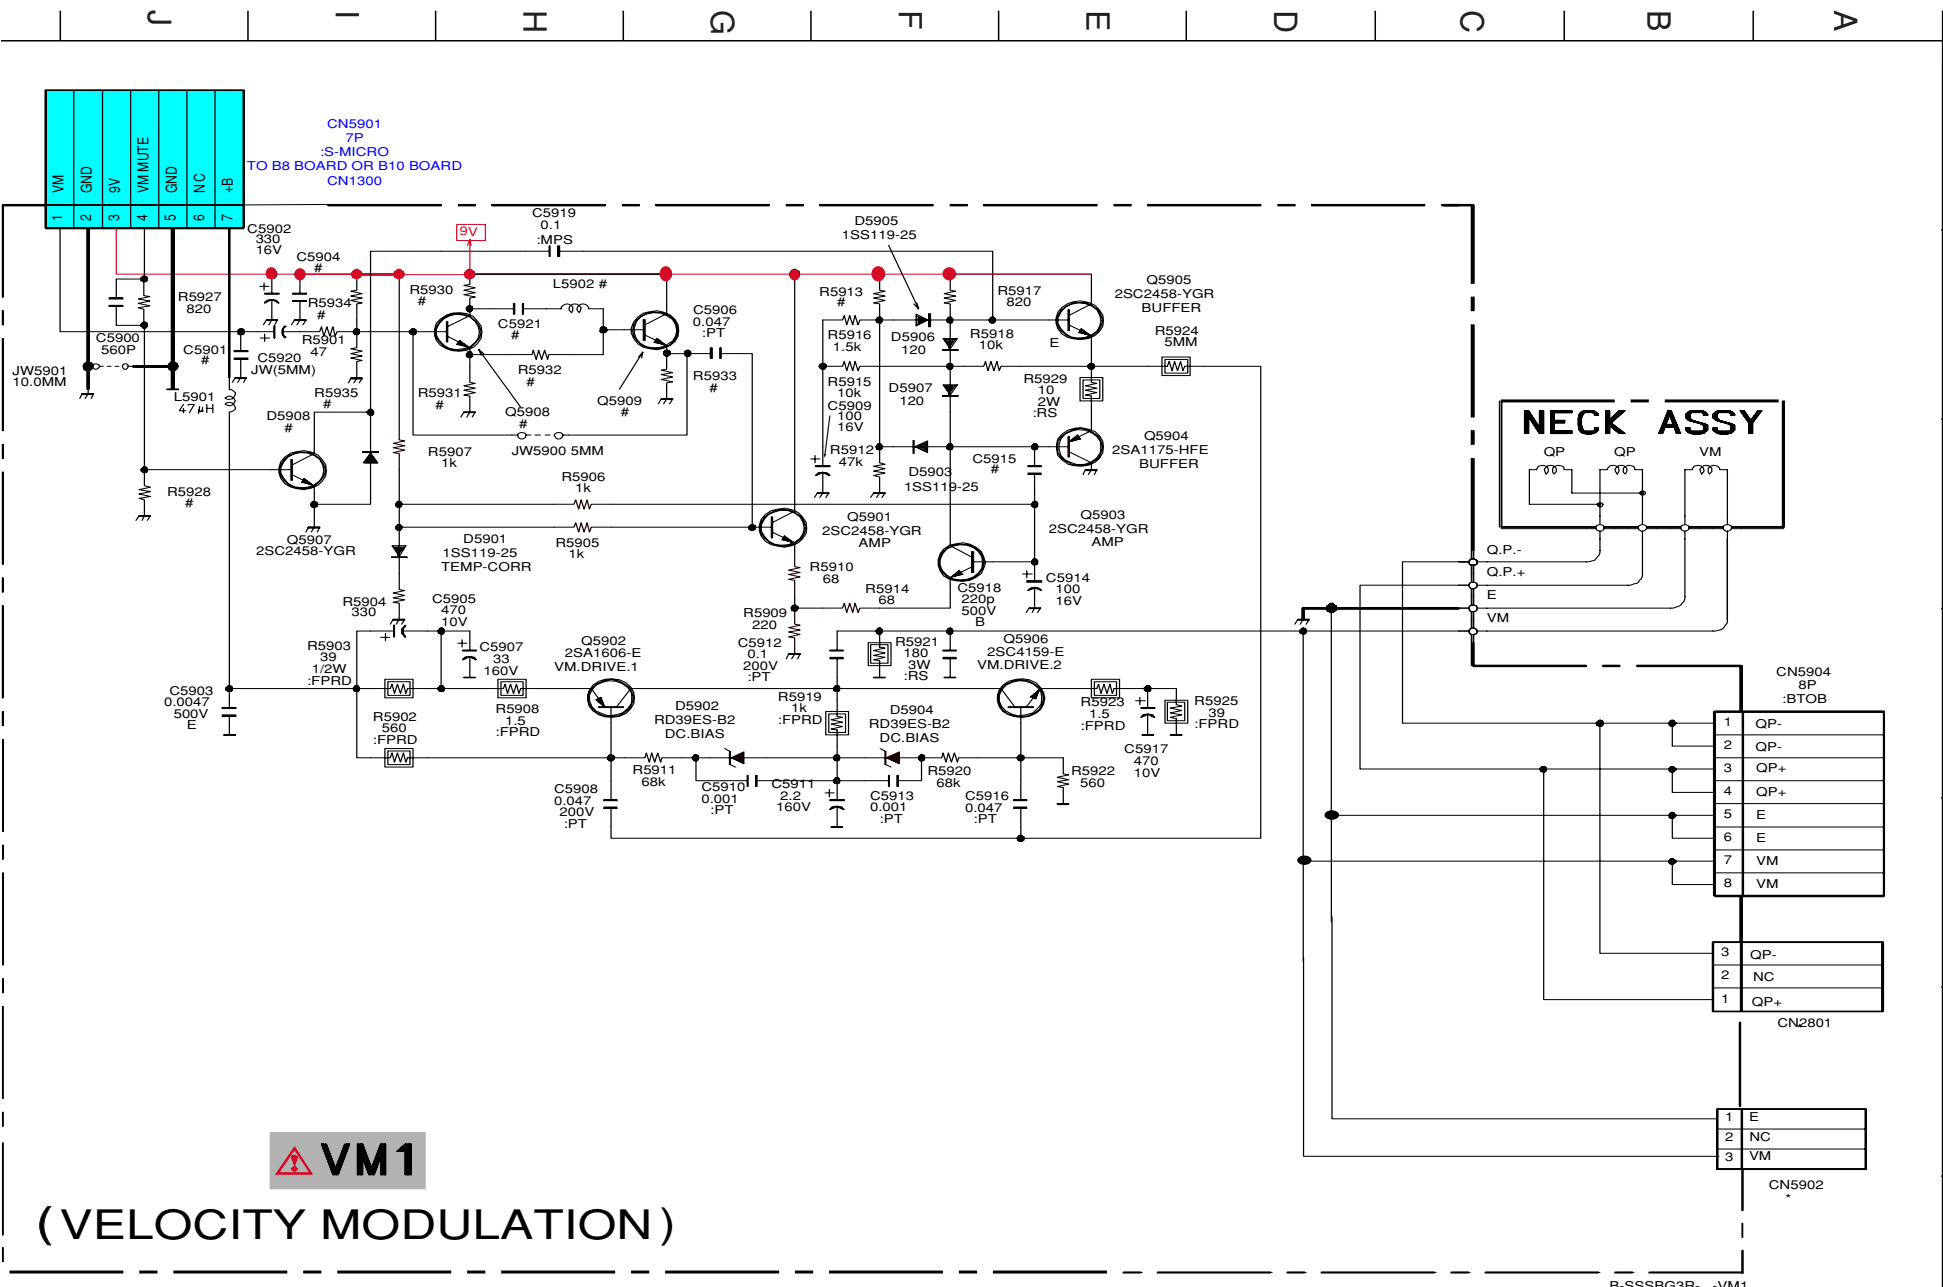 J I H G F E D C B A
CN5901
7P
:S-MICRO
TO B8 BOARD OR B10 BOARD
CN1300
VM GND 9V VM MUTE GND NC +B
1 2 3 4 5 6 7
C5902
330
16V
C5904
#
9V
C5919
0.1
:MPS
D5905
1SS119-25
R5927
820
R5934
#
R5930
#
L5902 #
C5921
#
C5906
0.047
:PT
R5913
#
R5917
820
Q5905
2SC2458-YGR
BUFFER
C5900
560P
C5901
#
R5901
47
C5920
JW(5MM)
R5916
1.5k
D5906
120
R5918
10k
E
R5924
5MM
JW5901
10.0MM
L5901
47µH
R5935
#
R5931
#
R5932
#
R5933
#
R5915
10k
D5907
120
R5929
10
2W
:RS
D5908
#
Q5908
#
Q5909
#
C5909
100
16V
R5907
1k
JW5900 5MM
R5912
47k
D5903
1SS119-25
C5915
#
Q5904
2SA1175-HFE
BUFFER
R5928
#
R5906
1k
Q5907
2SC2458-YGR
D5901
1SS119-25
TEMP-CORR
R5905
1k
Q5901
2SC2458-YGR
AMP
Q5903
2SC2458-YGR
AMP
R5910
68
R5914
68
C5918
220p
500V
B
C5914
100
16V
R5904
330
C5905
470
10V
R5909
220
R5903
39
1/2W
:FPRD
C5907
33
160V
Q5902
2SA1606-E
VM.DRIVE.1
C5912
0.1
200V
:PT
R5921
180
3W
:RS
Q5906
2SC4159-E
VM.DRIVE.2
C5903
0.0047
500V
E
R5902
560
:FPRD
R5908
1.5
:FPRD
D5902
RD39ES-B2
DC.BIAS
R5919
1k
:FPRD
D5904
RD39ES-B2
DC.BIAS
R5923
1.5
:FPRD
R5925
39
:FPRD
C5917
470
10V
R5911
68k
C5908
0.047
200V
:PT
C5910
0.001
:PT
C5911
2.2
160V
C5913
0.001
:PT
R5920
68k
C5916
0.047
:PT
R5922
560
NECK ASSY
QP QP VM
Q.P.-
Q.P.+
E
VM
CN5904
8P
:BTOB
1 QP-
2 QP-
3 QP+
4 QP+
5 E
6 E
7 VM
8 VM
3 QP-
2 NC
1 QP+
CN2801
1 E
2 NC
3 VM
CN5902
*
VM1
(VELOCITY MODULATION)